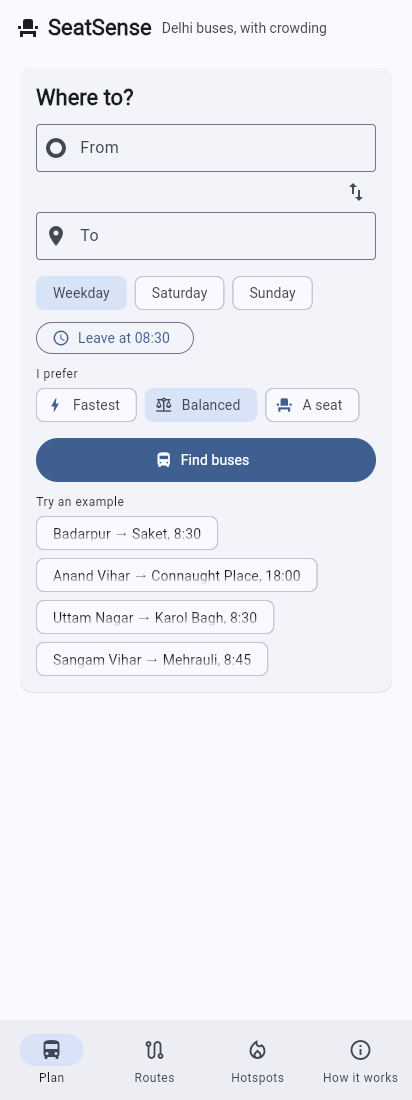 SeatSense Delhi buses, with crowding
Where to?
From
To
Weekday Saturday Sunday
Leave at 08:30
I prefer
Fastest Balanced A seat
Find buses
Try an example
Badarpur → Saket, 8:30
Anand Vihar → Connaught Place, 18:00
Uttam Nagar → Karol Bagh, 8:30
Sangam Vihar → Mehrauli, 8:45
Plan Routes Hotspots How it works